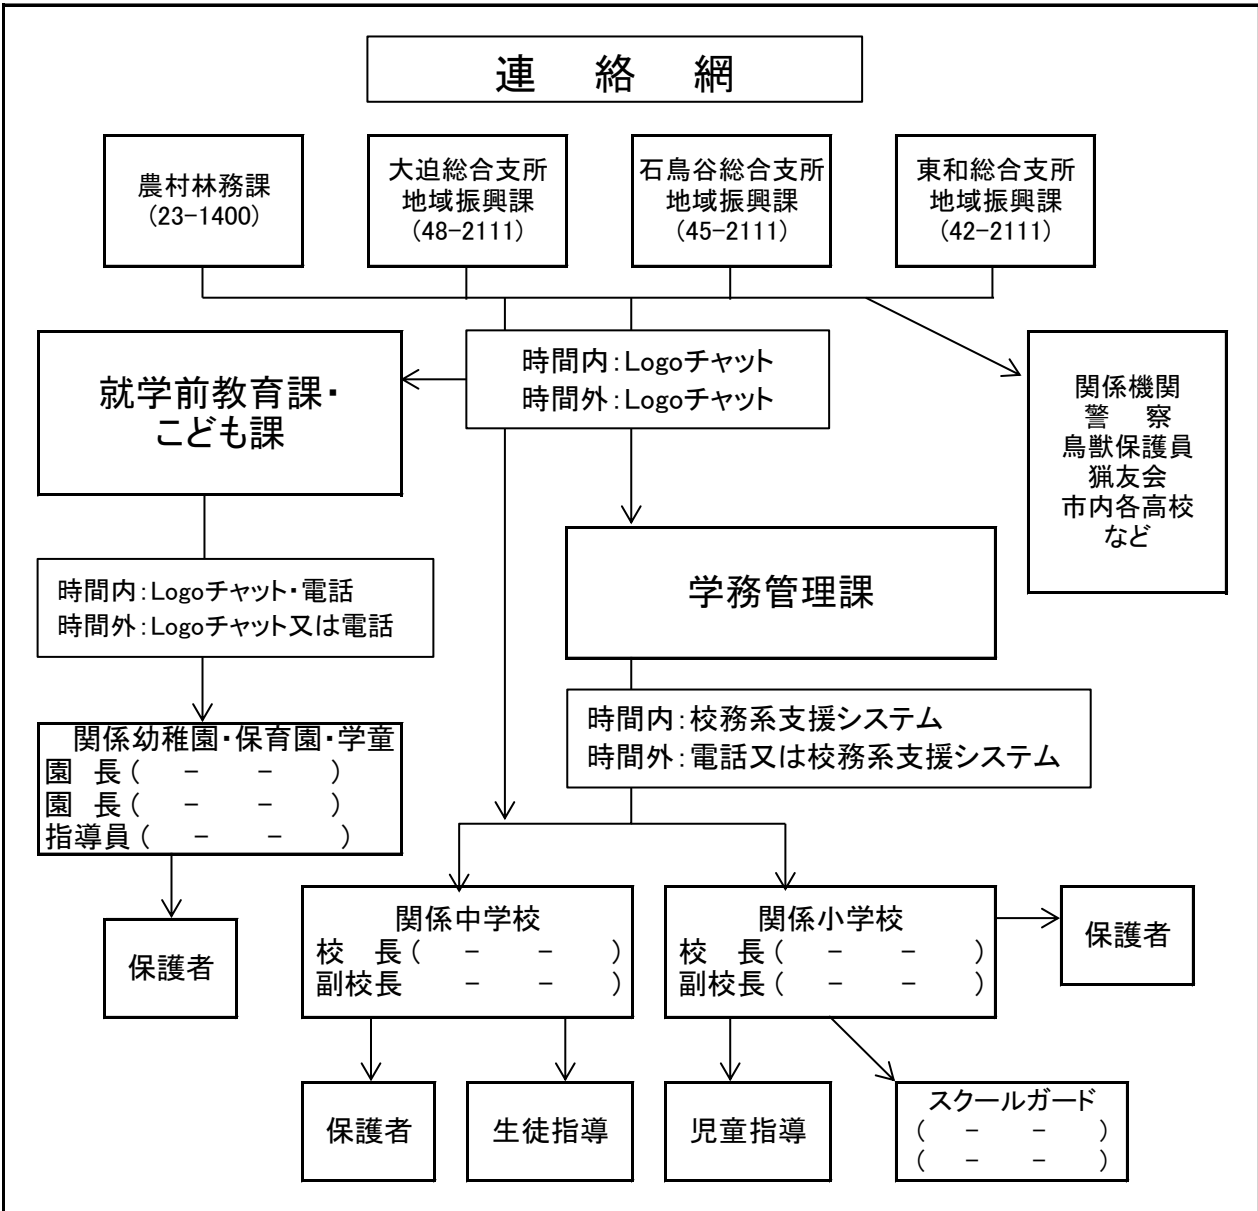 連　絡　網
農村林務課
(23-1400)
大迫総合支所
地域振興課
(48-2111)
石鳥谷総合支所
地域振興課
(45-2111)
東和総合支所
地域振興課
(42-2111)
時間内：Logoチャット
時間外：Logoチャット
就学前教育課・
こども課
関係機関
警　察
鳥獣保護員
猟友会
市内各高校
など
時間内：Logoチャット・電話
時間外：Logoチャット又は電話
学務管理課
時間内：校務系支援システム
時間外：電話又は校務系支援システム
関係幼稚園・保育園・学童
園　長（　－　－　）
園　長（　－　－　）
指導員（　－　－　）
保護者
関係中学校
校　長（　－　－　）
副校長　－　－　）
関係小学校
校　長（　－　－　）
副校長（　－　－　）
保護者
保護者
生徒指導
児童指導
スクールガード
（　－　－　）
（　－　－　）